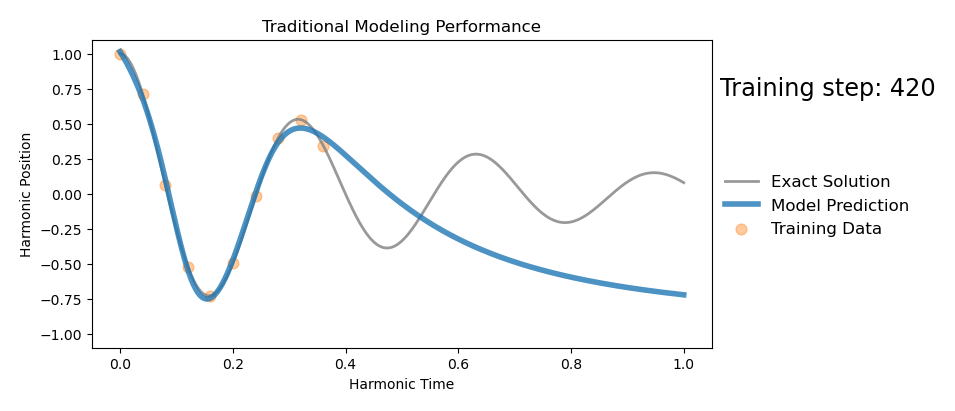 Traditional Modeling Performance
Training step: 420
1.00
0.75
0.50
0.25
0.00
−0.25
−0.50
−0.75
−1.00
Harmonic Position
0.0 0.2 0.4 0.6 0.8 1.0
Harmonic Time
Exact Solution
Model Prediction
Training Data